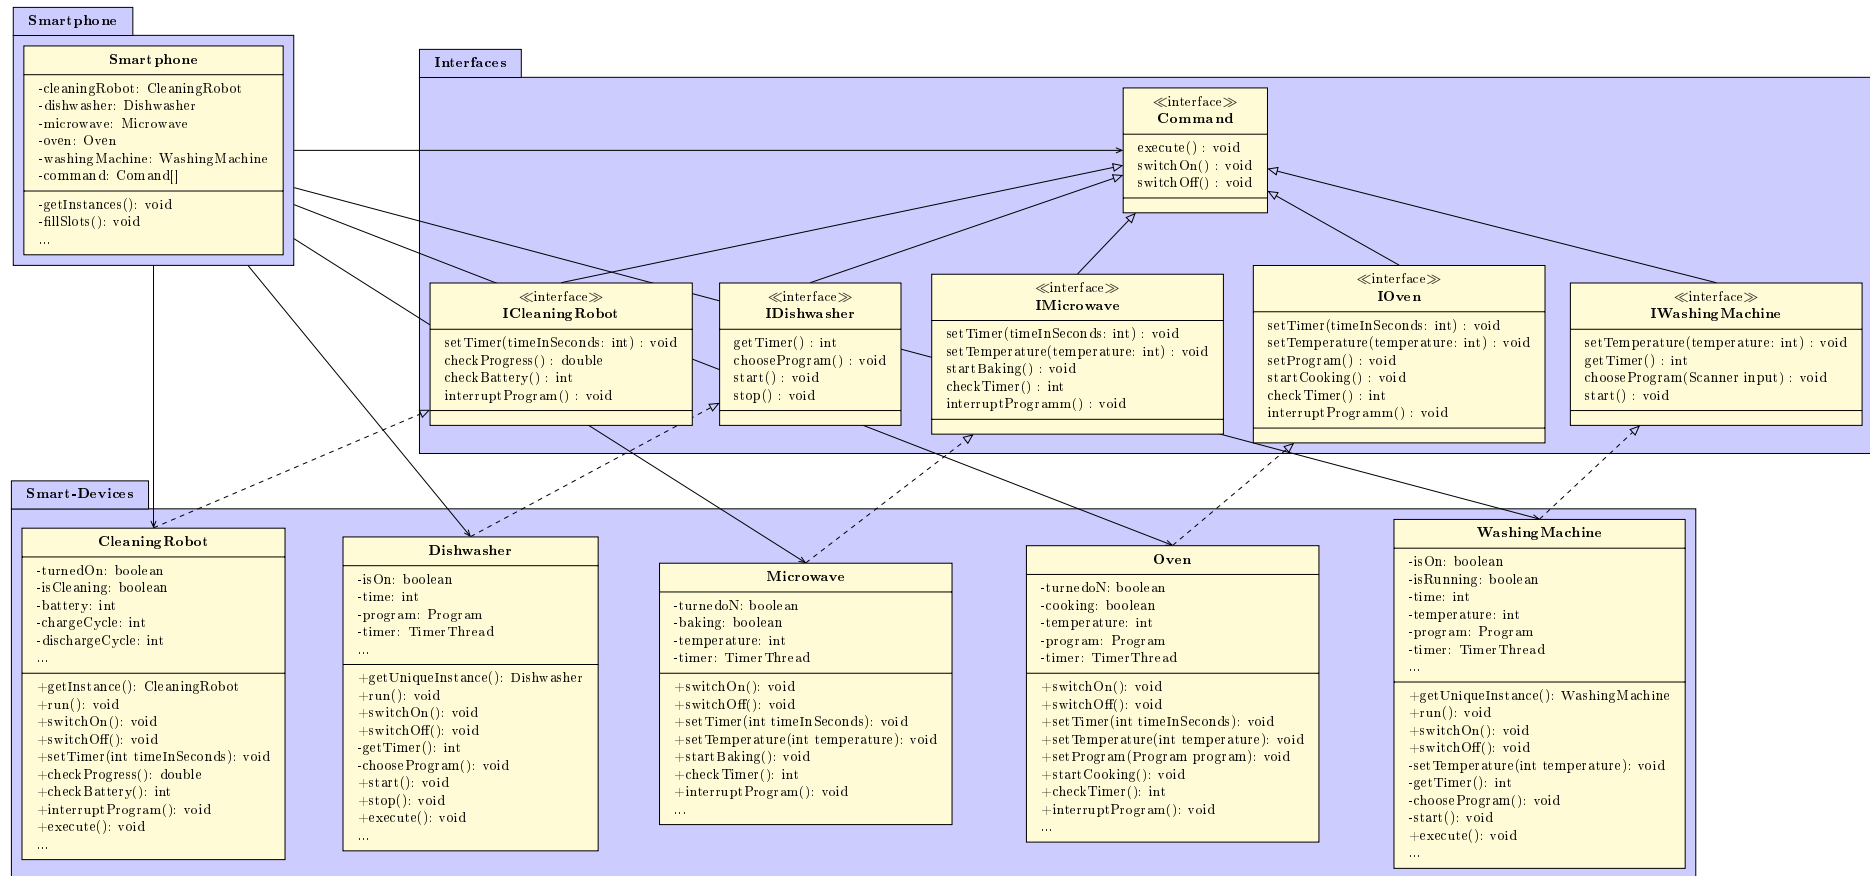 Smartphone
Smartphone
-cleaningRobot: CleaningRobot
-dishwasher: Dishwasher
-microwave: Microwave
-oven: Oven
-washingMachine: WashingMachine
-command: Comand[]
-getInstances(): void
-fillSlots(): void
...
Interfaces
≪interface≫
Command
execute() : void
switchOn() : void
switchOff() : void
≪interface≫
ICleaningRobot
setTimer(timeInSeconds: int) : void
checkProgress() : double
checkBattery() : int
interruptProgram() : void
≪interface≫
IDishwasher
getTimer() : int
chooseProgram() : void
start() : void
stop() : void
≪interface≫
IMicrowave
setTimer(timeInSeconds: int) : void
setTemperature(temperature: int) : void
startBaking() : void
checkTimer() : int
interruptProgramm() : void
≪interface≫
IOven
setTimer(timeInSeconds: int) : void
setTemperature(temperature: int) : void
setProgram() : void
startCooking() : void
checkTimer() : int
interruptProgramm() : void
≪interface≫
IWashingMachine
setTemperature(temperature: int) : void
getTimer() : int
chooseProgram(Scanner input) : void
start() : void
Smart-Devices
CleaningRobot
-turnedOn: boolean
-isCleaning: boolean
-battery: int
-chargeCycle: int
-dischargeCycle: int
...
+getInstance(): CleaningRobot
+run(): void
+switchOn(): void
+switchOff(): void
+setTimer(int timeInSeconds): void
+checkProgress(): double
+checkBattery(): int
+interruptProgram(): void
+execute(): void
...
Dishwasher
-isOn: boolean
-time: int
-program: Program
-timer: TimerThread
...
+getUniqueInstance(): Dishwasher
+run(): void
+switchOn(): void
+switchOff(): void
-getTimer(): int
-chooseProgram(): void
+start(): void
+stop(): void
+execute(): void
...
Microwave
-turnedoN: boolean
-baking: boolean
-temperature: int
-timer: TimerThread
+switchOn(): void
+switchOff(): void
+setTimer(int timeInSeconds): void
+setTemperature(int temperature): void
+startBaking(): void
+checkTimer(): int
+interruptProgram(): void
...
Oven
-turnedoN: boolean
-cooking: boolean
-temperature: int
-program: Program
-timer: TimerThread
+switchOn(): void
+switchOff(): void
+setTimer(int timeInSeconds): void
+setTemperature(int temperature): void
+setProgram(Program program): void
+startCooking(): void
+checkTimer(): int
+interruptProgram(): void
...
WashingMachine
-isOn: boolean
-isRunning: boolean
-time: int
-temperature: int
-program: Program
-timer: TimerThread
...
+getUniqueInstance(): WashingMachine
+run(): void
+switchOn(): void
+switchOff(): void
-setTemperature(int temperature): void
-getTimer(): int
-chooseProgram(): void
-start(): void
+execute(): void
...